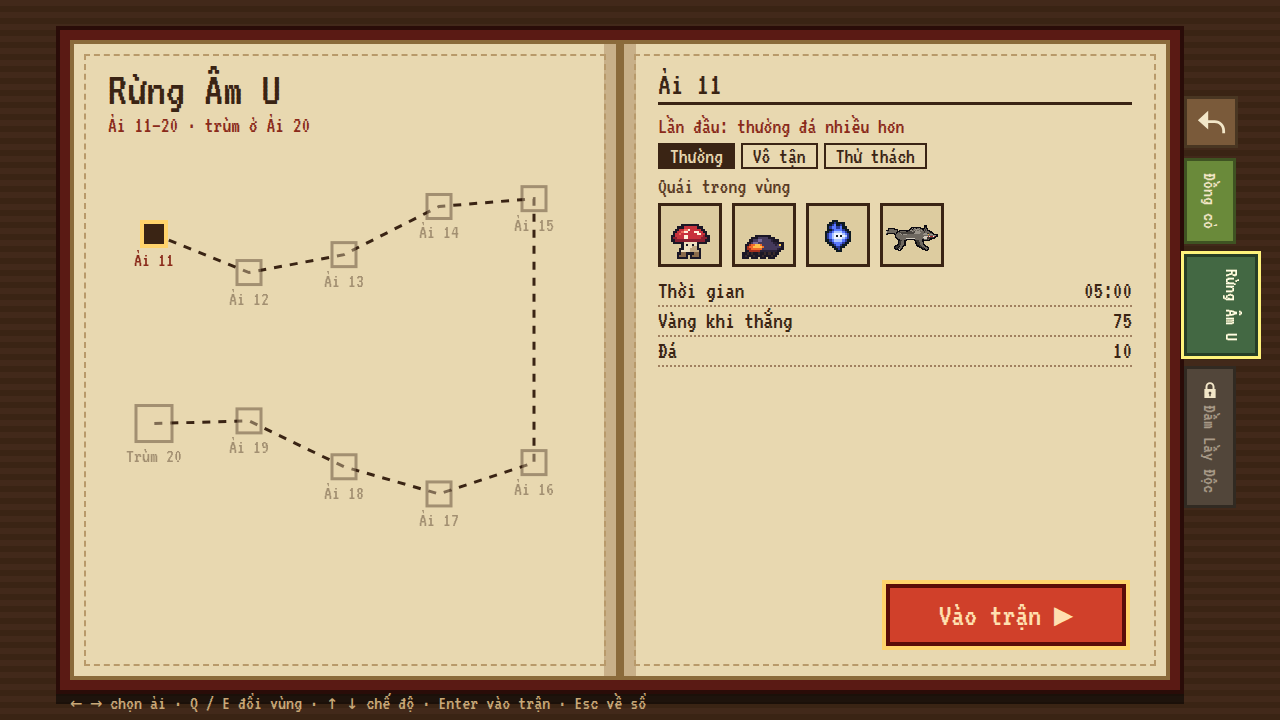 Rừng Âm U
Ải 11-20 · trùm ở Ải 20
Ải 11
Ải 12
Ải 13
Ải 14
Ải 15
Ải 16
Ải 17
Ải 18
Ải 19
Trùm 20
Ải 11
Lần đầu: thưởng đá nhiều hơn
Thường
Vô tận
Thử thách
Quái trong vùng
Thời gian 05:00
Vàng khi thắng 75
Đá 10
Vào trận ▶
Đồng cỏ
Rừng Âm U
Đầm Lầy Độc
← → chọn ải · Q / E đổi vùng · ↑ ↓ chế độ · Enter vào trận · Esc về sổ